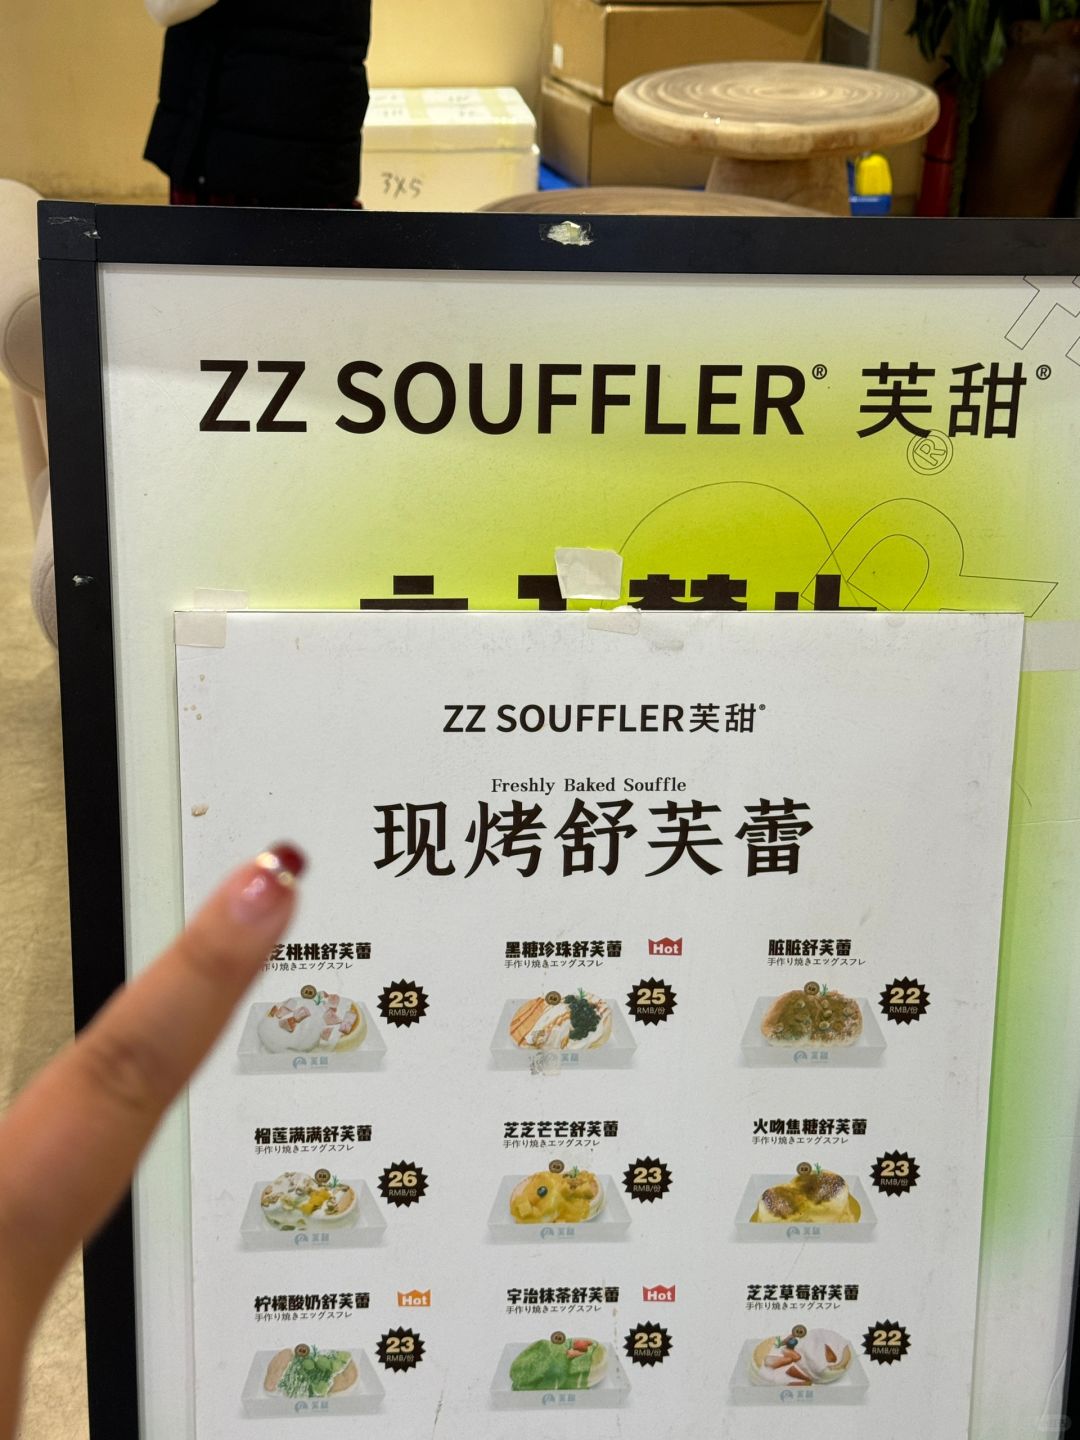 3X5
ZZ SOUFFLER® 芙甜®
®
ZZ SOUFFLER芙甜®
Freshly Baked Souffle
现烤舒芙蕾
芝桃桃舒芙蕾
作り焼きエッグスフレ
23
RMB/份
黑糖珍珠舒芙蕾
Hot
手作り焼きエッグスフレ
25
RMB/份
脏脏舒芙蕾
手作り焼きエッグスフレ
22
RMB/份
榴莲满满舒芙蕾
手作り焼きエッグスフレ
26
RMB/份
芝芝芒芒舒芙蕾
手作り焼きエッグスフレ
23
RMB/份
火吻焦糖舒芙蕾
手作り焼きエッグスフレ
23
RMB/份
柠檬酸奶舒芙蕾
Hot
手作り焼きエッグスフレ
23
RMB/份
宇治抹茶舒芙蕾
Hot
手作り焼きエッグスフレ
23
RMB/份
芝芝草莓舒芙蕾
手作り焼きエッグスフレ
22
RMB/份